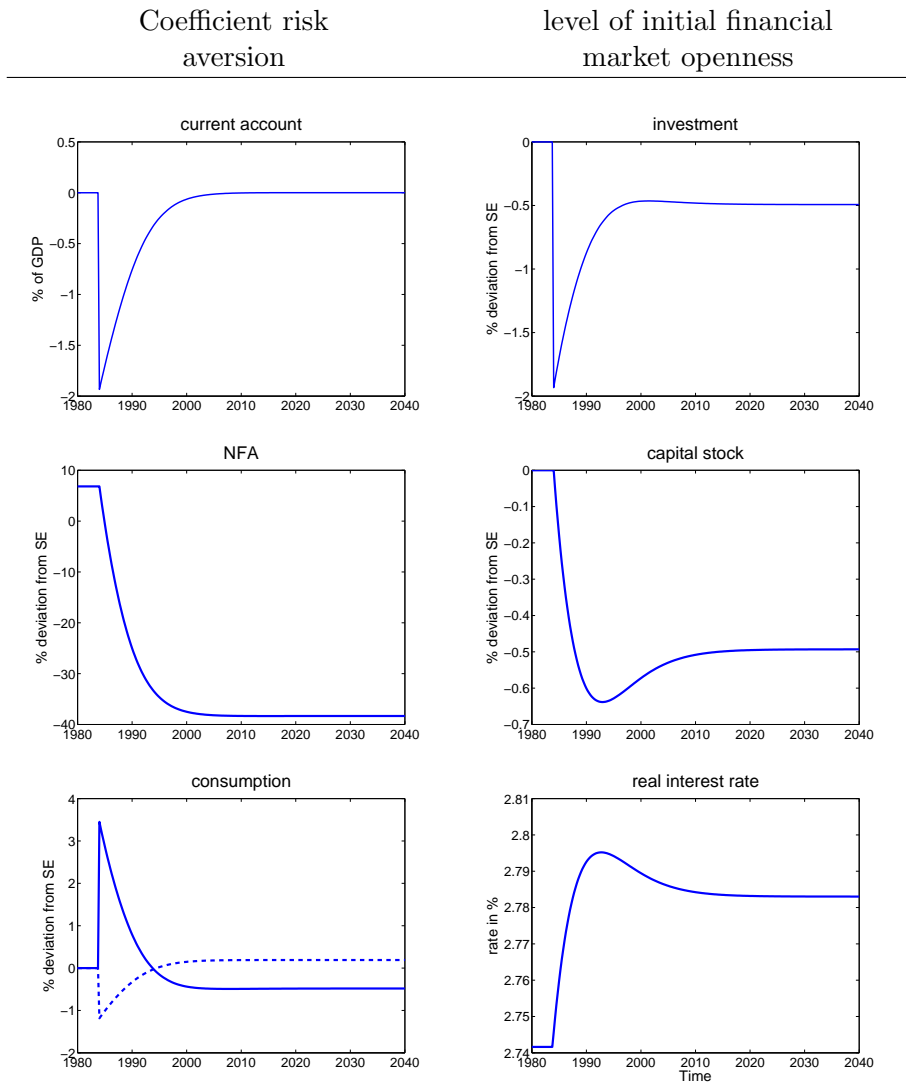 Coefficient risk
aversion
level of initial financial
market openness
current account
0.5
0
−0.5
−1
−1.5
−2
% of GDP
1980 1990 2000 2010 2020 2030 2040
investment
0
−0.5
−1
−1.5
−2
% deviation from SE
1980 1990 2000 2010 2020 2030 2040
NFA
10
0
−10
−20
−30
−40
% deviation from SE
1980 1990 2000 2010 2020 2030 2040
capital stock
0
−0.1
−0.2
−0.3
−0.4
−0.5
−0.6
−0.7
% deviation from SE
1980 1990 2000 2010 2020 2030 2040
consumption
4
3
2
1
0
−1
−2
% deviation from SE
1980 1990 2000 2010 2020 2030 2040
real interest rate
2.81
2.8
2.79
2.78
2.77
2.76
2.75
2.74
rate in %
1980 1990 2000 2010 2020 2030 2040
Time